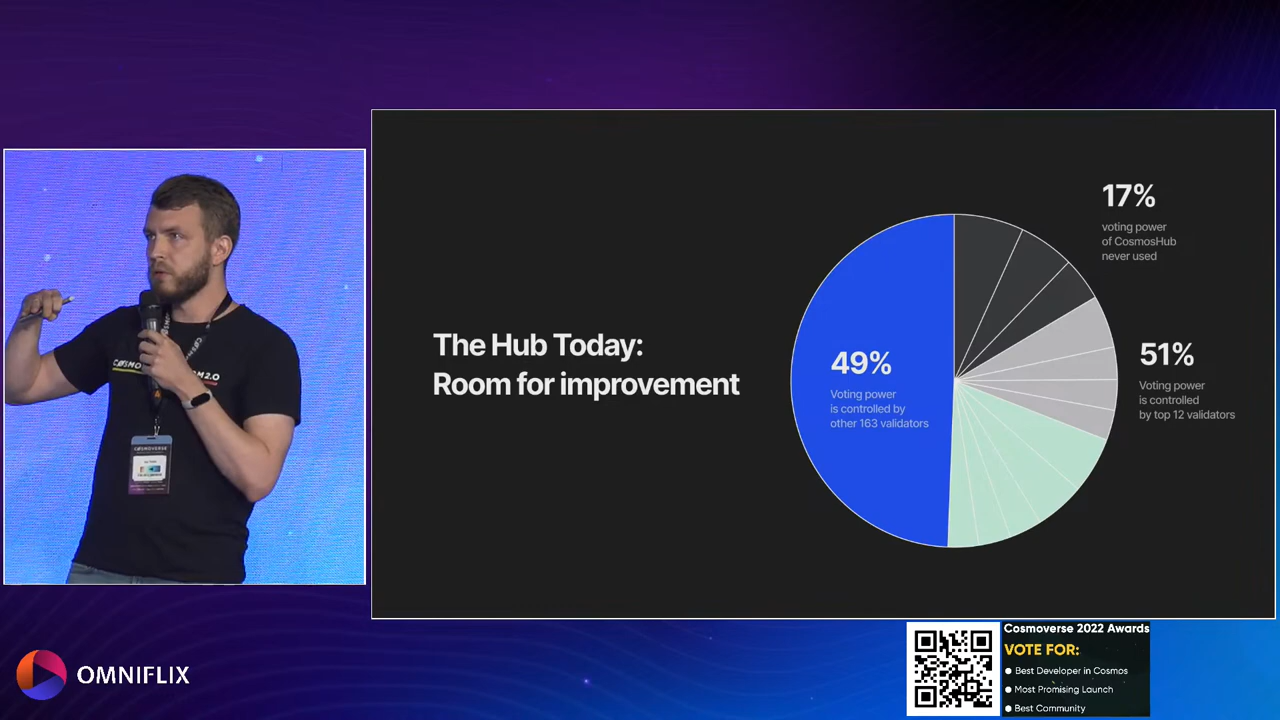 The Hub Today:
Room for improvement
17%
voting power
of CosmosHub
never used
49%
Voting power
is controlled by
other 163 validators
51%
Voting power
is controlled
by top 12 validators
COSMOVERSE
OMNIFLIX
Cosmoverse 2022 Awards
VOTE FOR:
Best Developer in Cosmos
Most Promising Launch
Best Community